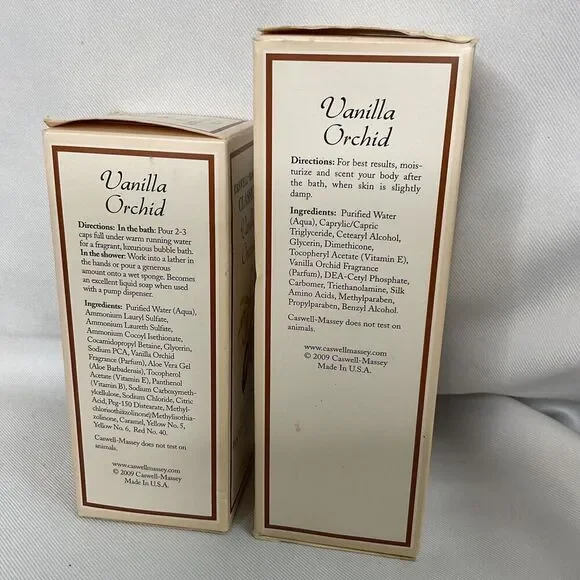 Vanilla
Orchid
Directions: In the bath: Pour 2-3
caps full under warm running water
for a fragrant, luxurious bubble bath.
In the shower: Work into a lather in
the hands or pour a generous
amount onto a wet sponge. Becomes
an excellent liquid soap when used
with a pump dispenser.
Ingredients: Purified Water (Aqua),
Ammonium Lauryl Sulfate,
Ammonium Laureth Sulfate,
Ammonium Cocoyl Isethionate,
Cocamidopropyl Betaine, Glycerin,
Sodium PCA, Vanilla Orchid
Fragrance (Parfum), Aloe Vera Gel
(Aloe Barbadensis), Tocopherol
Acetate (Vitamin E), Panthenol
(Vitamin B), Sodium Carboxymeth-
ylcellulose, Sodium Chloride, Citric
Acid, Peg-150 Distearate, Methyl-
chlorisothiazolinone/Methylisothia-
zolinone, Caramel, Yellow No. 5,
Yellow No. 6, Red No. 40.
Caswell-Massey does not test on
animals.
www.caswellmassey.com
© 2009 Caswell-Massey
Made In U.S.A.
Vanilla
Orchid
Directions: For best results, mois-
turize and scent your body after
the bath, when skin is slightly
damp.
Ingredients: Purified Water
(Aqua), Caprylic/Capric
Triglyceride, Cetearyl Alcohol,
Glycerin, Dimethicone,
Tocopheryl Acetate (Vitamin E),
Vanilla Orchid Fragrance
(Parfum), DEA-Cetyl Phosphate,
Carbomer, Triethanolamine, Silk
Amino Acids, Methylparaben,
Propylparaben, Benzyl Alcohol.
Caswell-Massey does not test on
animals.
www.caswellmassey.com
© 2009 Caswell-Massey
Made In U.S.A.